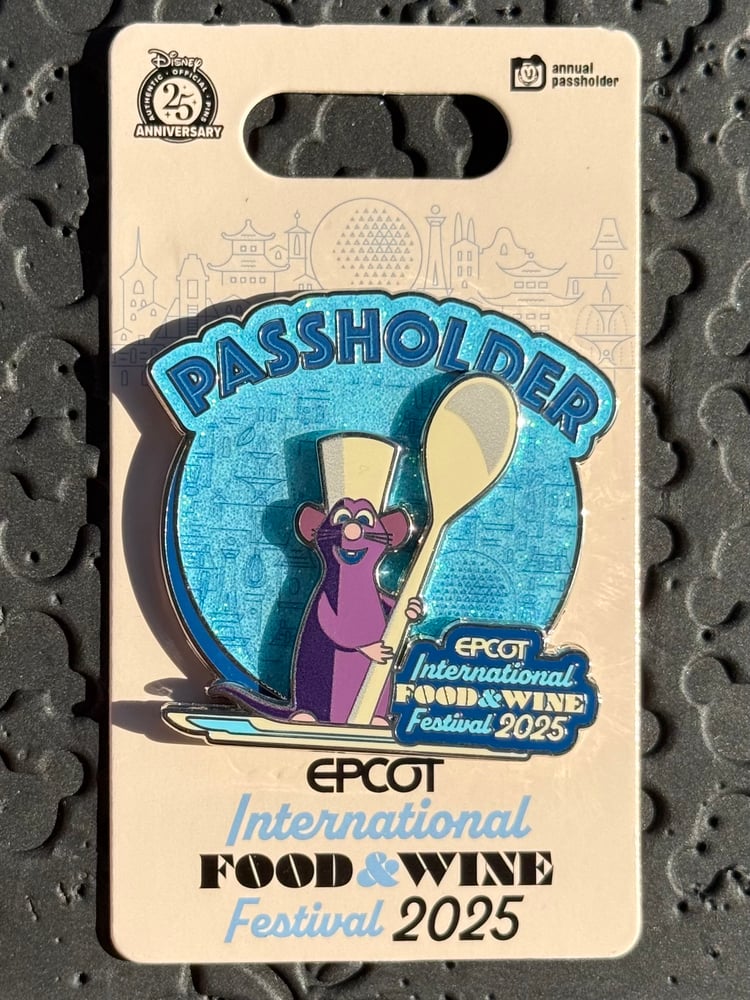 Disney
AUTHENTIC · OFFICIAL · PINS
25
ANNIVERSARY
annual
passholder
PASSHOLDER
EPCOT
International
FOOD & WINE
Festival 2025
EPCOT
International
FOOD & WINE
Festival 2025